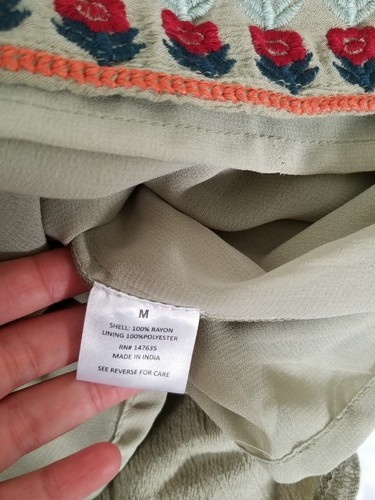 M
SHELL: 100% RAYON
LINING 100%POLYESTER
RN# 147635
MADE IN INDIA
SEE REVERSE FOR CARE